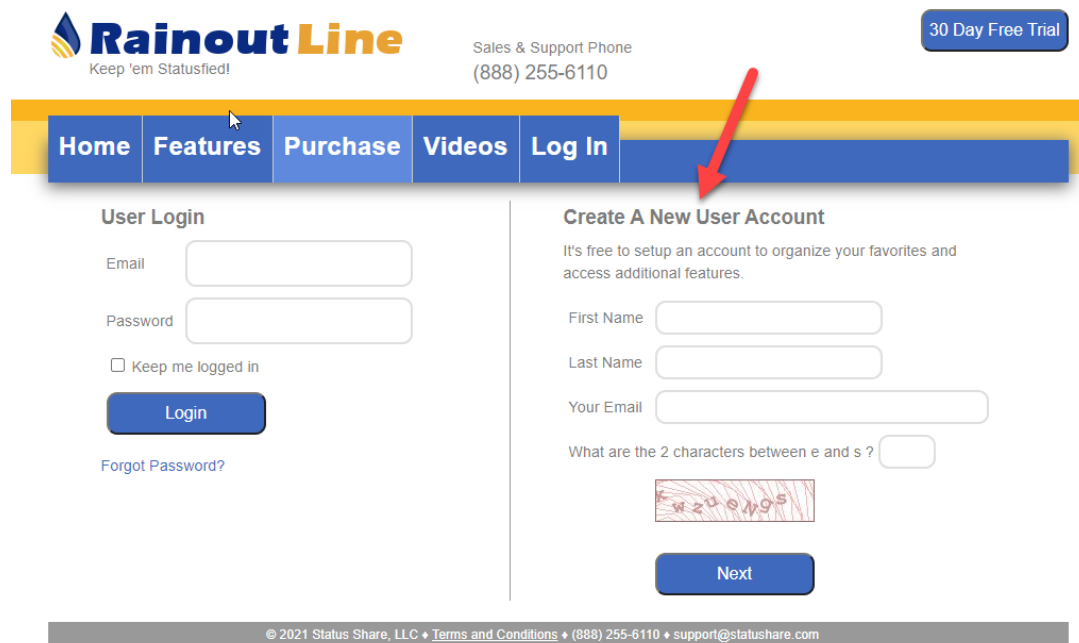 Rainout Line
Keep 'em Statusfied!
Sales & Support Phone
(888) 255-6110
30 Day Free Trial
Home Features Purchase Videos Log In
User Login
Email
Password
Keep me logged in
Login
Forgot Password?
Create A New User Account
It's free to setup an account to organize your favorites and
access additional features.
First Name
Last Name
Your Email
What are the 2 characters between e and s ?
Next
© 2021 Status Share, LLC ♦ Terms and Conditions ♦ (888) 255-6110 ♦ support@statushare.com